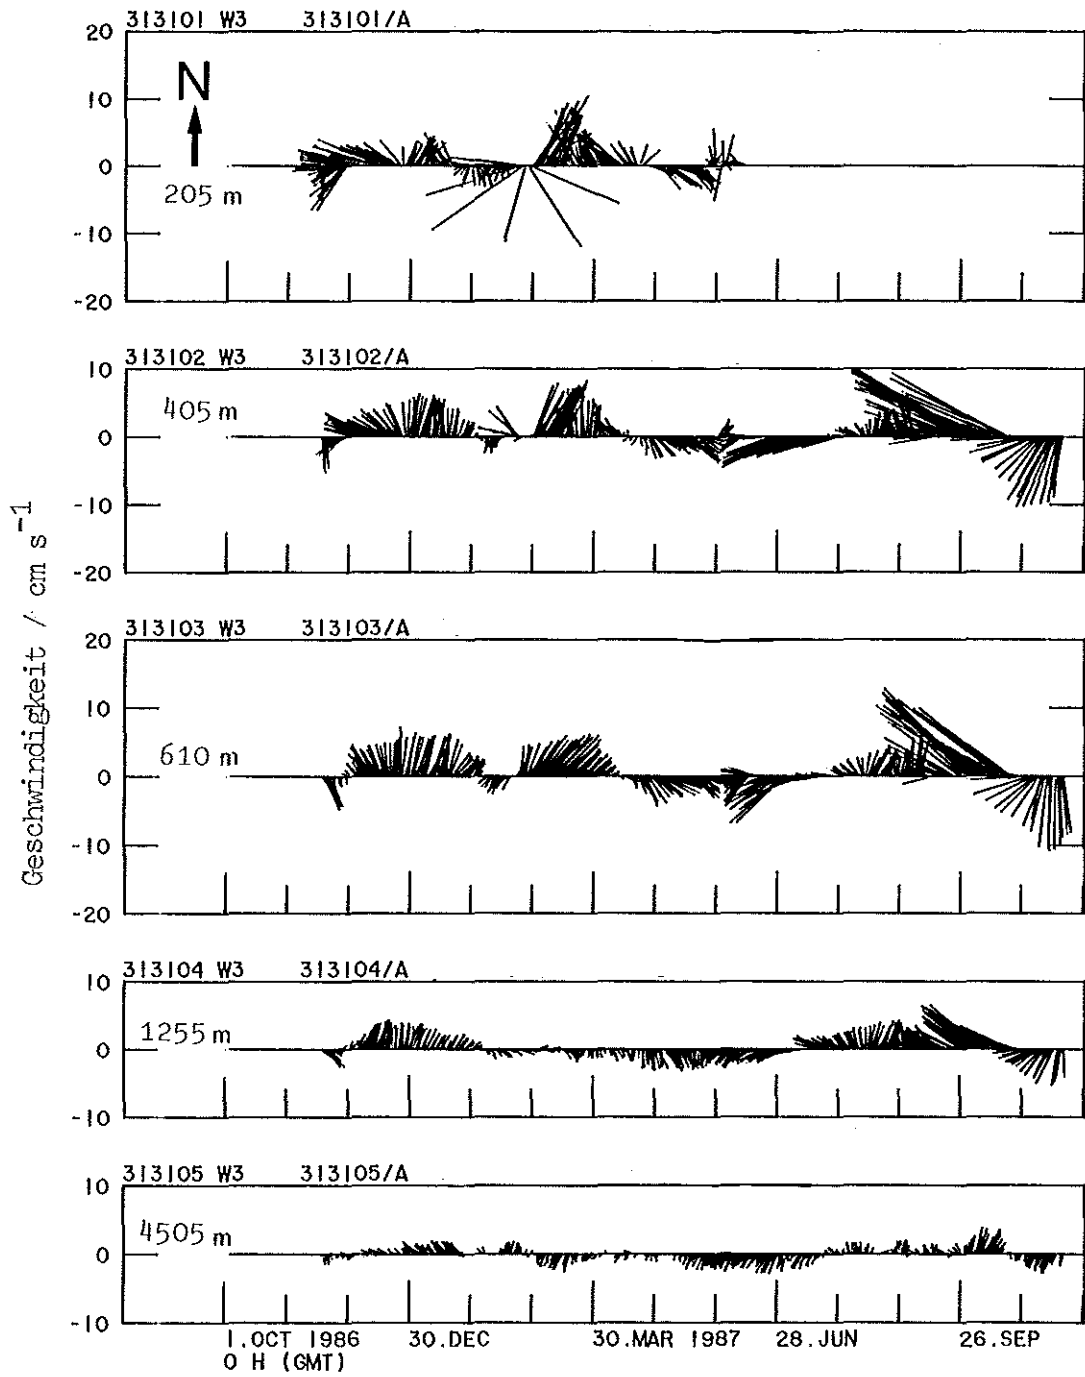 313101 W3 313101/A
20
N
10
0
205 m
-10
-20
313102 W3 313102/A
10
405 m
0
-10
-20
313103 W3 313103/A
20
10
610 m
0
-10
-20
313104 W3 313104/A
10
1255 m
0
-10
313105 W3 313105/A
10
4505 m
0
-10
1.OCT 1986 30.DEC 30.MAR 1987 28.JUN 26.SEP
0 H (GMT)
Geschwindigkeit / cm s⁻¹